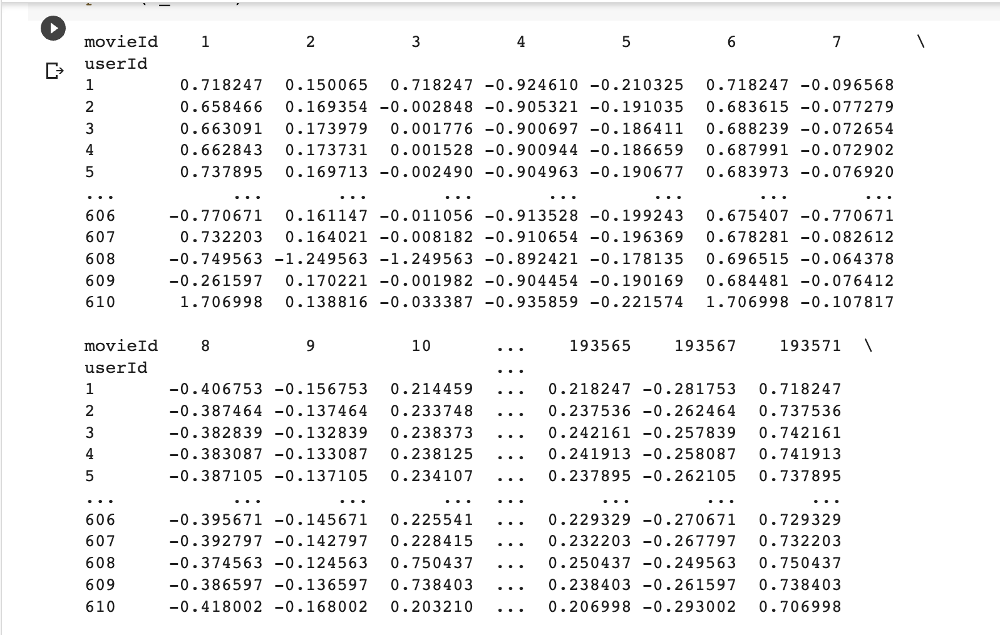 movieId 1 2 3 4 5 6 7 \
userId
1 0.718247 0.150065 0.718247 -0.924610 -0.210325 0.718247 -0.096568
2 0.658466 0.169354 -0.002848 -0.905321 -0.191035 0.683615 -0.077279
3 0.663091 0.173979 0.001776 -0.900697 -0.186411 0.688239 -0.072654
4 0.662843 0.173731 0.001528 -0.900944 -0.186659 0.687991 -0.072902
5 0.737895 0.169713 -0.002490 -0.904963 -0.190677 0.683973 -0.076920
... ... ... ... ... ... ... ...
606 -0.770671 0.161147 -0.011056 -0.913528 -0.199243 0.675407 -0.770671
607 0.732203 0.164021 -0.008182 -0.910654 -0.196369 0.678281 -0.082612
608 -0.749563 -1.249563 -1.249563 -0.892421 -0.178135 0.696515 -0.064378
609 -0.261597 0.170221 -0.001982 -0.904454 -0.190169 0.684481 -0.076412
610 1.706998 0.138816 -0.033387 -0.935859 -0.221574 1.706998 -0.107817
movieId 8 9 10 ... 193565 193567 193571 \
userId ...
1 -0.406753 -0.156753 0.214459 ... 0.218247 -0.281753 0.718247
2 -0.387464 -0.137464 0.233748 ... 0.237536 -0.262464 0.737536
3 -0.382839 -0.132839 0.238373 ... 0.242161 -0.257839 0.742161
4 -0.383087 -0.133087 0.238125 ... 0.241913 -0.258087 0.741913
5 -0.387105 -0.137105 0.234107 ... 0.237895 -0.262105 0.737895
... ... ... ... ... ... ... ...
606 -0.395671 -0.145671 0.225541 ... 0.229329 -0.270671 0.729329
607 -0.392797 -0.142797 0.228415 ... 0.232203 -0.267797 0.732203
608 -0.374563 -0.124563 0.750437 ... 0.250437 -0.249563 0.750437
609 -0.386597 -0.136597 0.738403 ... 0.238403 -0.261597 0.738403
610 -0.418002 -0.168002 0.203210 ... 0.206998 -0.293002 0.706998